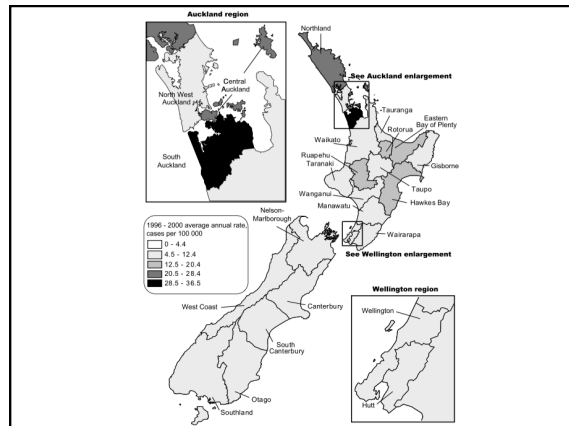 Auckland region
Northland
See Auckland enlargement
Central
Auckland
North West
Auckland
South
Auckland
Tauranga
Eastern
Bay of Plenty
Rotorua
Waikato
Ruapehu
Taranaki
Gisborne
Taupo
Wanganui
Hawkes Bay
Manawatu
Nelson-
Marlborough
Wairarapa
See Wellington enlargement
1996 - 2000 average annual rate,
cases per 100 000
0 - 4.4
4.5 - 12.4
12.5 - 20.4
20.5 - 28.4
28.5 - 36.5
West Coast
Canterbury
South
Canterbury
Otago
Southland
Wellington region
Wellington
Hutt